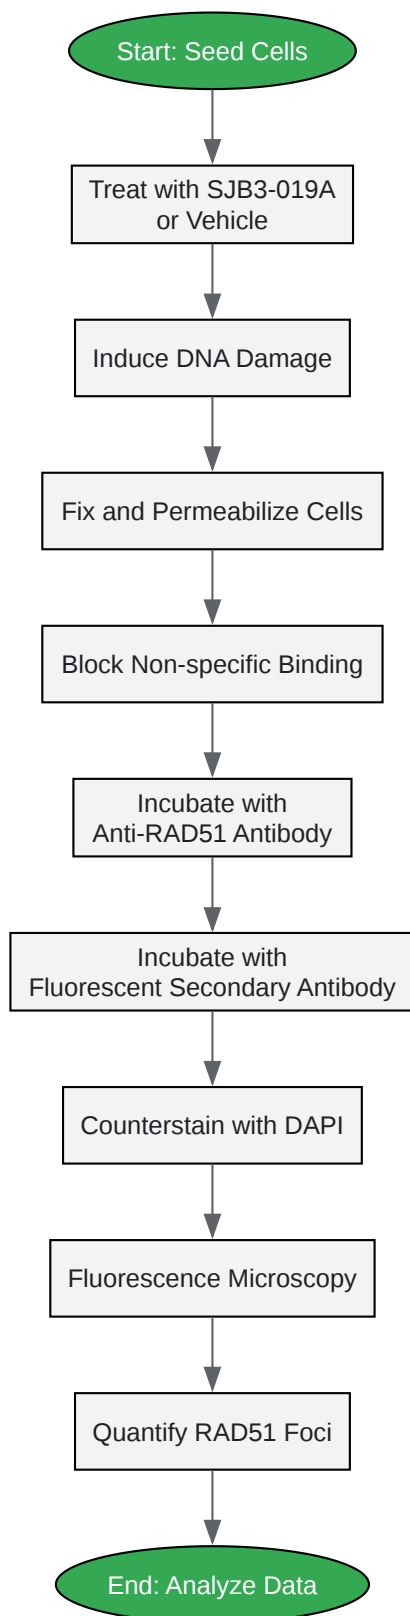 Start: Seed Cells
Treat with SJB3-019A
or Vehicle
Induce DNA Damage
Fix and Permeabilize Cells
Block Non-specific Binding
Incubate with
Anti-RAD51 Antibody
Incubate with
Fluorescent Secondary Antibody
Counterstain with DAPI
Fluorescence Microscopy
Quantify RAD51 Foci
End: Analyze Data